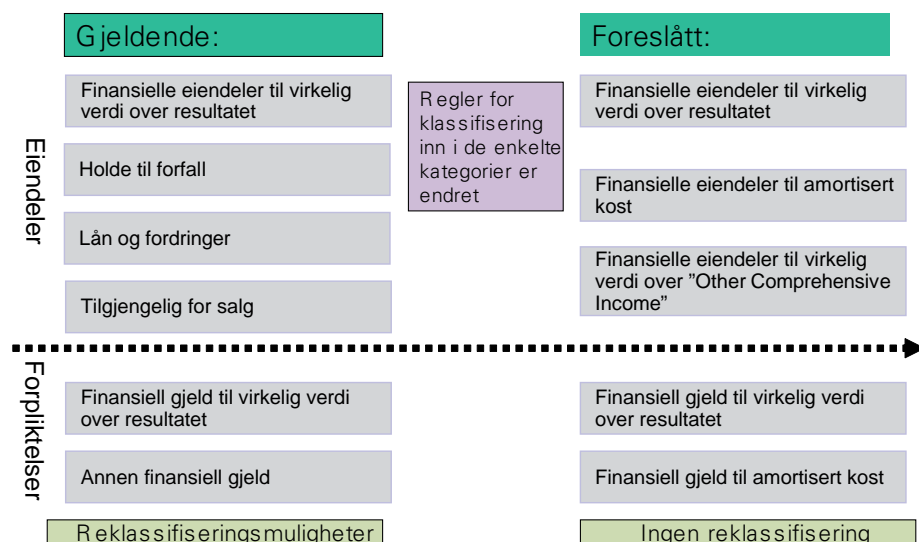 Gjeldende:
Foreslått:
Eiendeler
Finansielle eiendeler til virkelig
verdi over resultatet
Holde til forfall
Lån og fordringer
Tilgjengelig for salg
Regler for
klassifisering
inn i de enkelte
kategorier er
endret
Finansielle eiendeler til virkelig
verdi over resultatet
Finansielle eiendeler til amortisert
kost
Finansielle eiendeler til virkelig
verdi over ”Other Comprehensive
Income”
Forpliktelser
Finansiell gjeld til virkelig verdi
over resultatet
Annen finansiell gjeld
Finansiell gjeld til virkelig verdi
over resultatet
Finansiell gjeld til amortisert kost
Reklassifiseringsmuligheter
Ingen reklassifisering